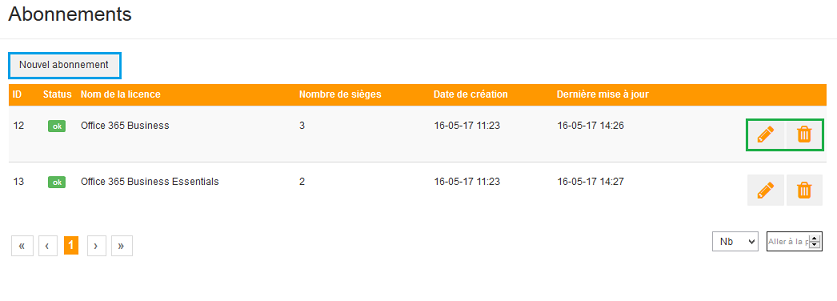 Abonnements
Nouvel abonnement
ID Status Nom de la licence Nombre de sièges Date de création Dernière mise à jour
12 ok Office 365 Business 3 16-05-17 11:23 16-05-17 14:26
13 ok Office 365 Business Essentials 2 16-05-17 11:23 16-05-17 14:27
« ‹ 1 › » Nb Aller à la p